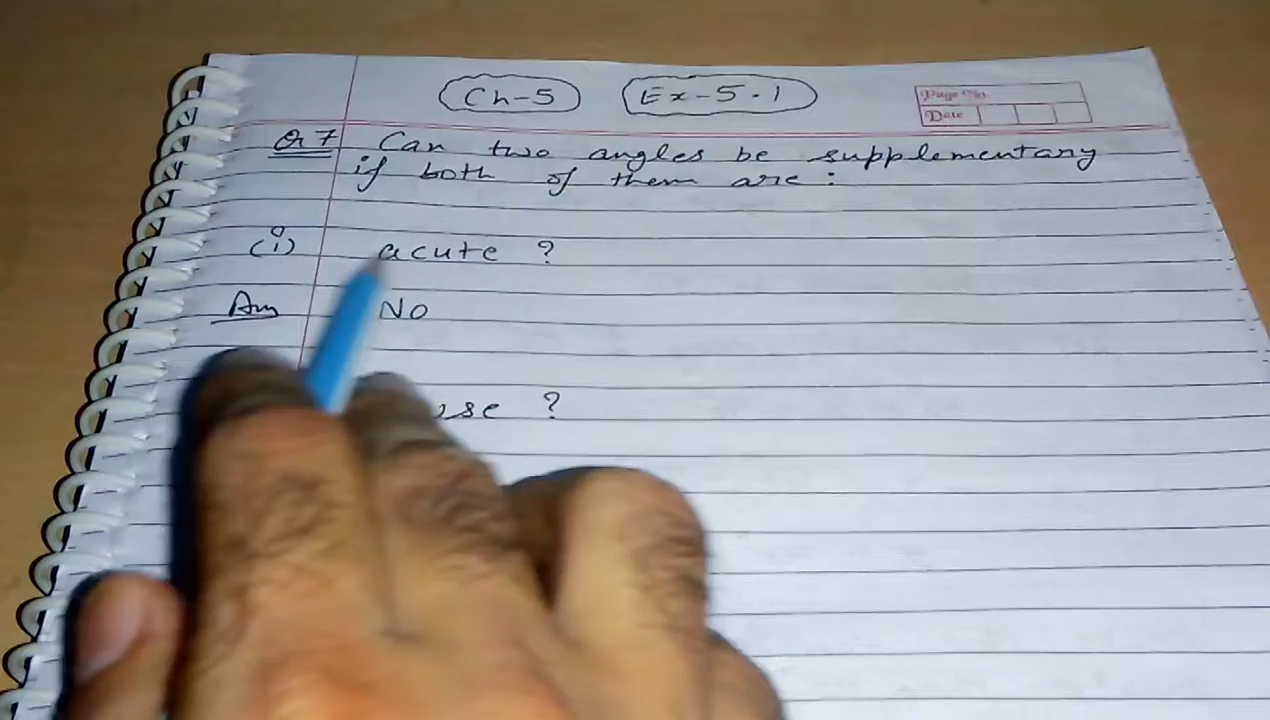 Ch-5 Ex-5.1
Page No.
Date
Q7 Can two angles be supplementary
if both of them are :
(i) acute ?
Ans No
use ?